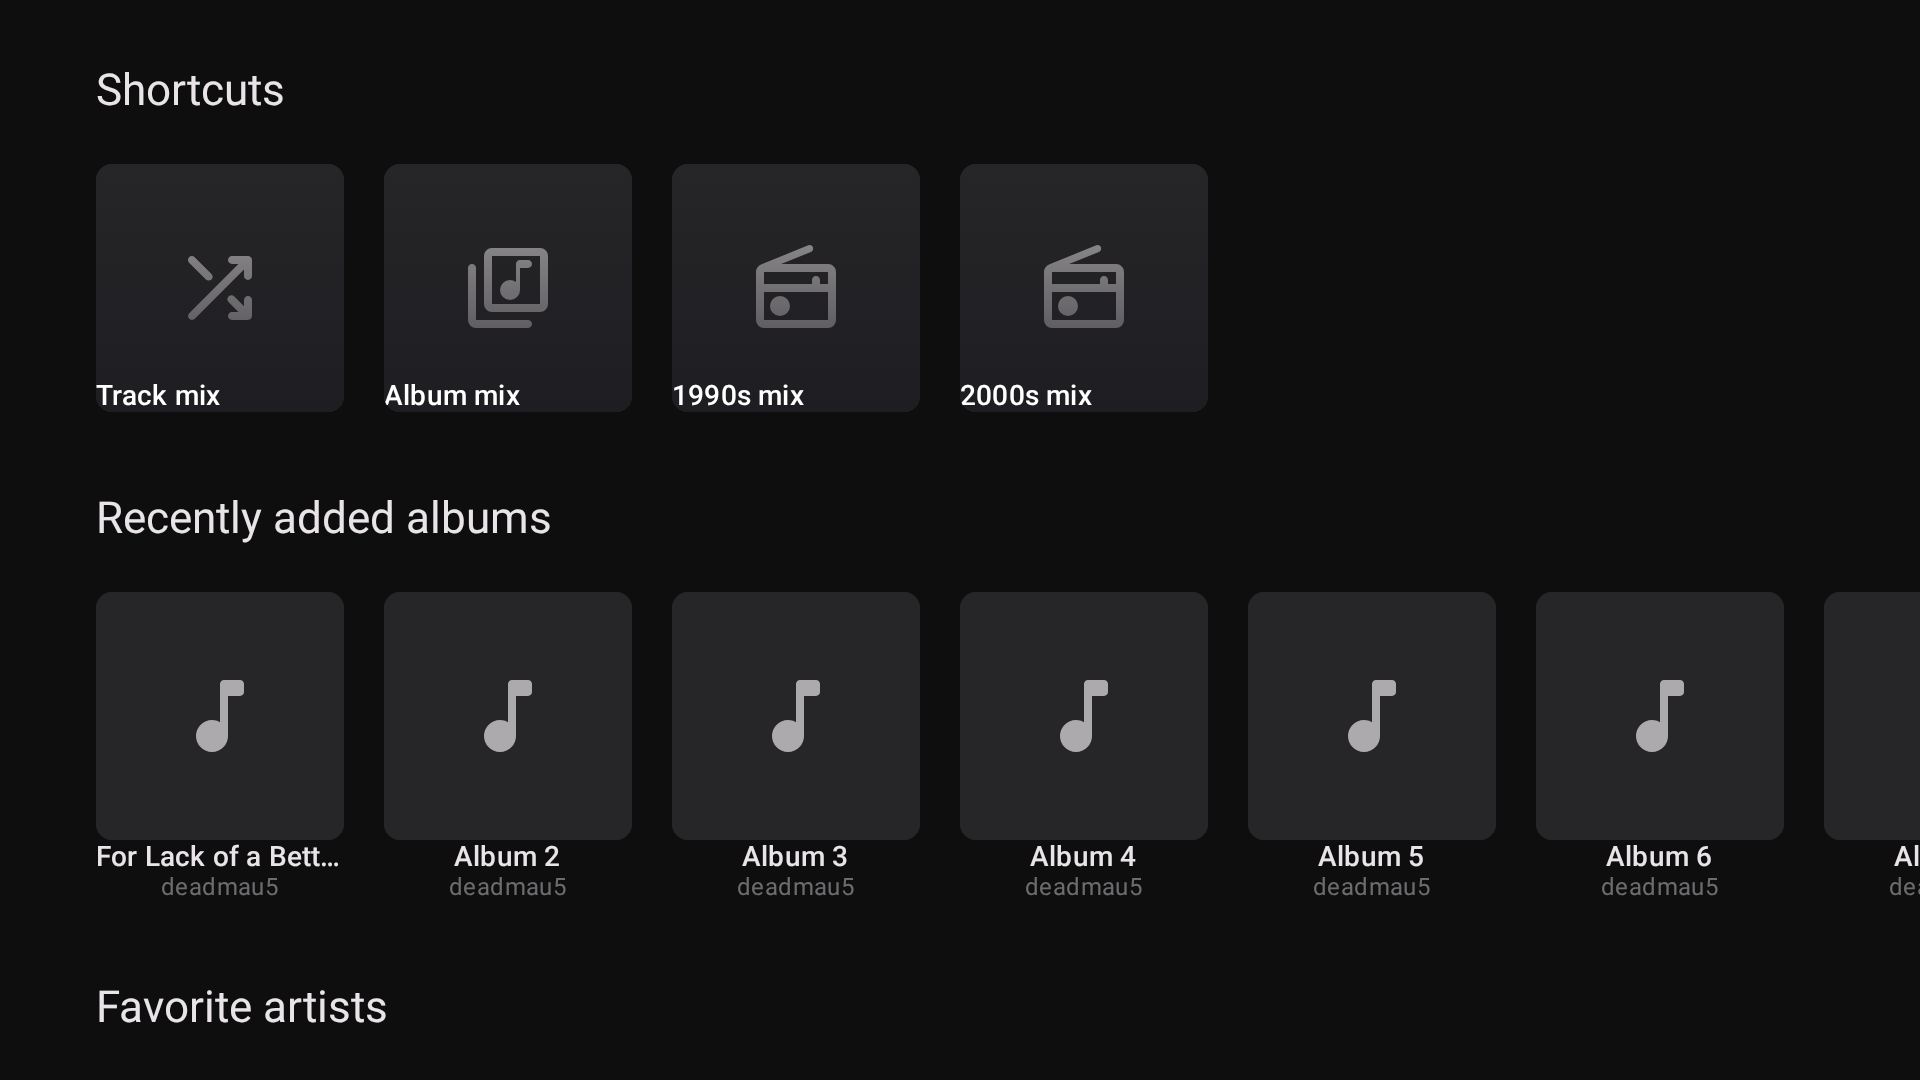 Shortcuts
Track mix
Album mix
1990s mix
2000s mix
Recently added albums
For Lack of a Bett...
deadmau5
Album 2
deadmau5
Album 3
deadmau5
Album 4
deadmau5
Album 5
deadmau5
Album 6
deadmau5
Favorite artists